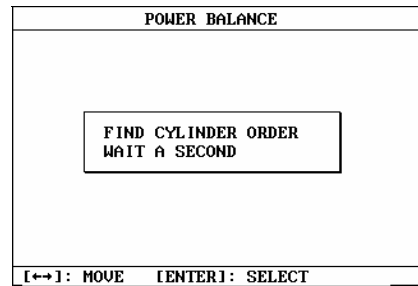 POWER BALANCE
FIND CYLINDER ORDER
WAIT A SECOND
[←→]: MOVE [ENTER]: SELECT